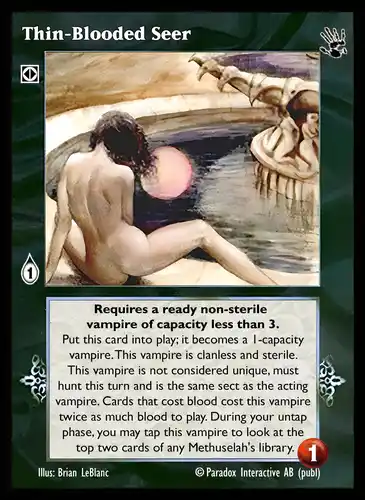 Thin-Blooded Seer
1
Requires a ready non-sterile
vampire of capacity less than 3.
Put this card into play; it becomes a 1-capacity
vampire. This vampire is clanless and sterile.
This vampire is not considered unique, must
hunt this turn and is the same sect as the acting
vampire. Cards that cost blood cost this vampire
twice as much blood to play. During your untap
phase, you may tap this vampire to look at the
top two cards of any Methuselah's library.
1
Illus: Brian LeBlanc
© Paradox Interactive AB (publ)